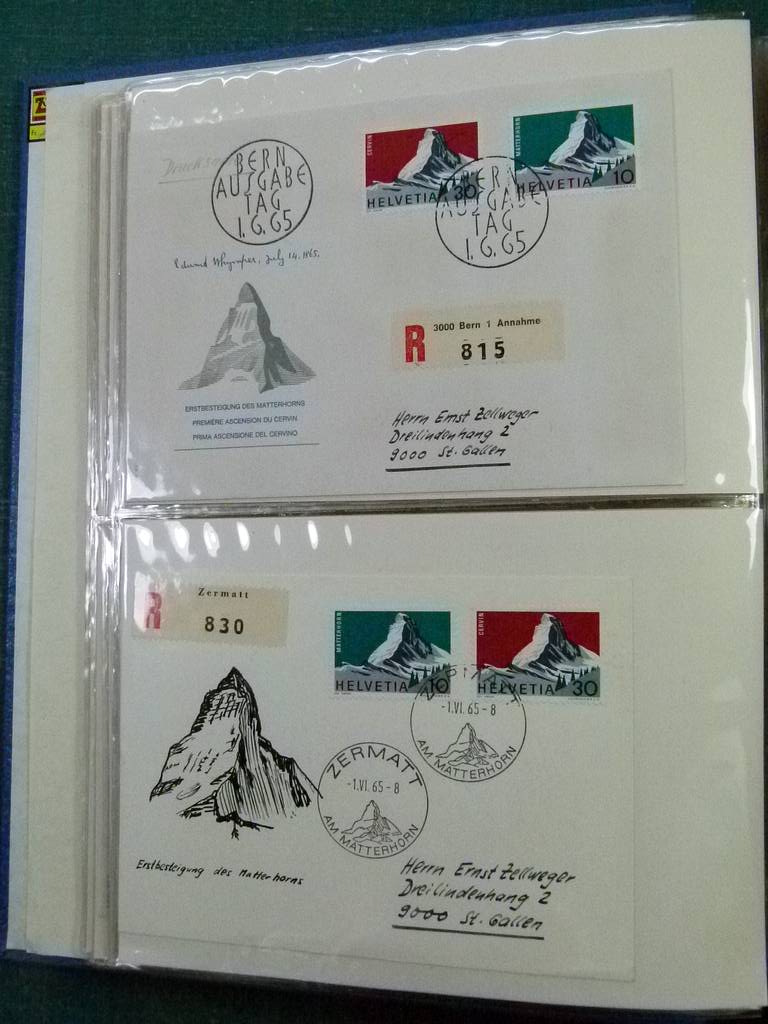 Drucksache
BERN
AUSGABE
TAG
1.6.65
CERVIN
HELVETIA 30
MATTERHORN
HELVETIA 10
BERN
AUSGABE
TAG
1.6.65
Edward Whymper, July 14. 1865.
R 3000 Bern 1 Annahme
815
ERSTBESTEIGUNG DES MATTERHORNS
PREMIÈRE ASCENSION DU CERVIN
PRIMA ASCENSIONE DEL CERVINO
Herrn Ernst Zellweger
Dreilindenhang 2
9000 St. Gallen
R Zermatt
830
MATTERHORN
HELVETIA 10
CERVIN
HELVETIA 30
ZERMATT
-1.VI.65-8
AM MATTERHORN
ZERMATT
-1.VI.65-8
AM MATTERHORN
Erstbesteigung des Matterhorns
Herrn Ernst Zellweger
Dreilindenhang 2
9000 St. Gallen